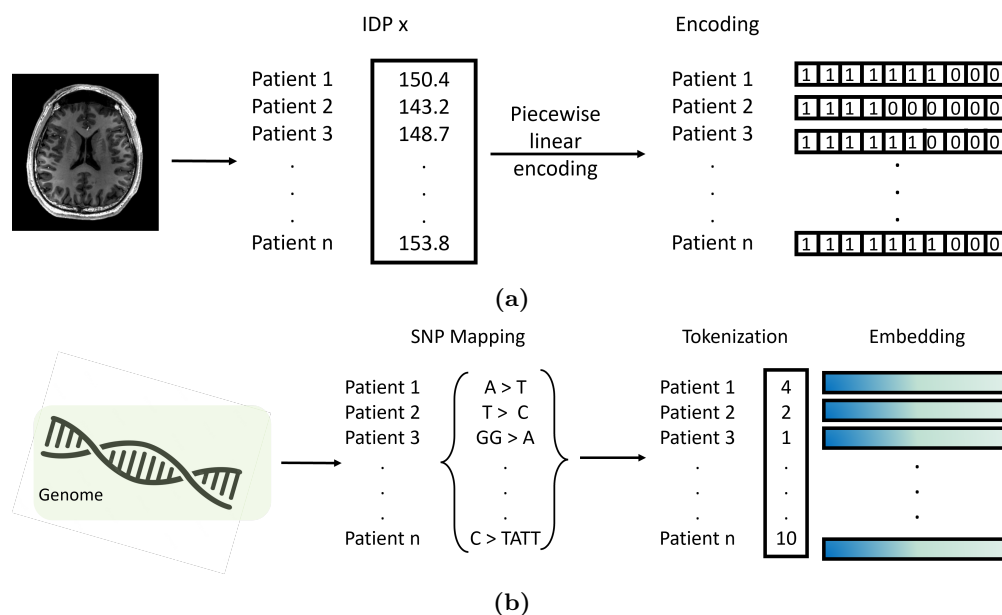 IDP x
Encoding
Patient 1 150.4 Patient 1 1 1 1 1 1 1 1 0 0 0
Patient 2 143.2 Patient 2 1 1 1 1 0 0 0 0 0 0
Patient 3 148.7 Patient 3 1 1 1 1 1 1 0 0 0 0
Piecewise
linear
encoding
. . . .
. . . .
. . . .
Patient n 153.8 Patient n 1 1 1 1 1 1 1 0 0 0
(a)
SNP Mapping Tokenization Embedding
Patient 1 A > T Patient 1 4
Patient 2 T > C Patient 2 2
Patient 3 GG > A Patient 3 1
Genome
. . . . .
. . . . .
. . . . .
Patient n C > TATT Patient n 10
(b)